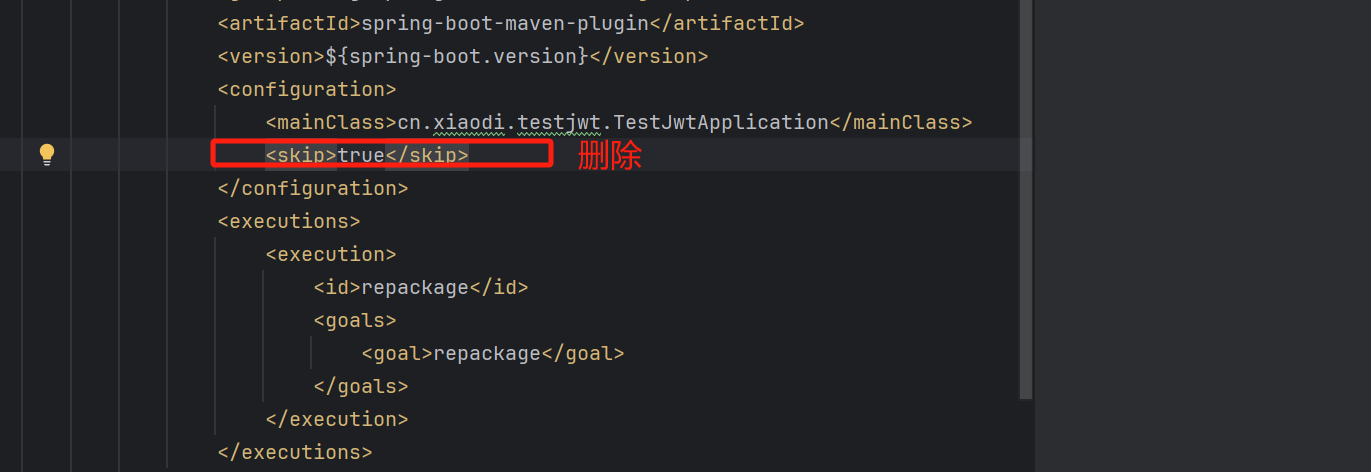 <artifactId>spring-boot-maven-plugin</artifactId>
<version>${spring-boot.version}</version>
<configuration>
<mainClass>cn.xiaodi.testjwt.TestJwtApplication</mainClass>
<skip>true</skip> 删除
</configuration>
<executions>
<execution>
<id>repackage</id>
<goals>
<goal>repackage</goal>
</goals>
</execution>
</executions>